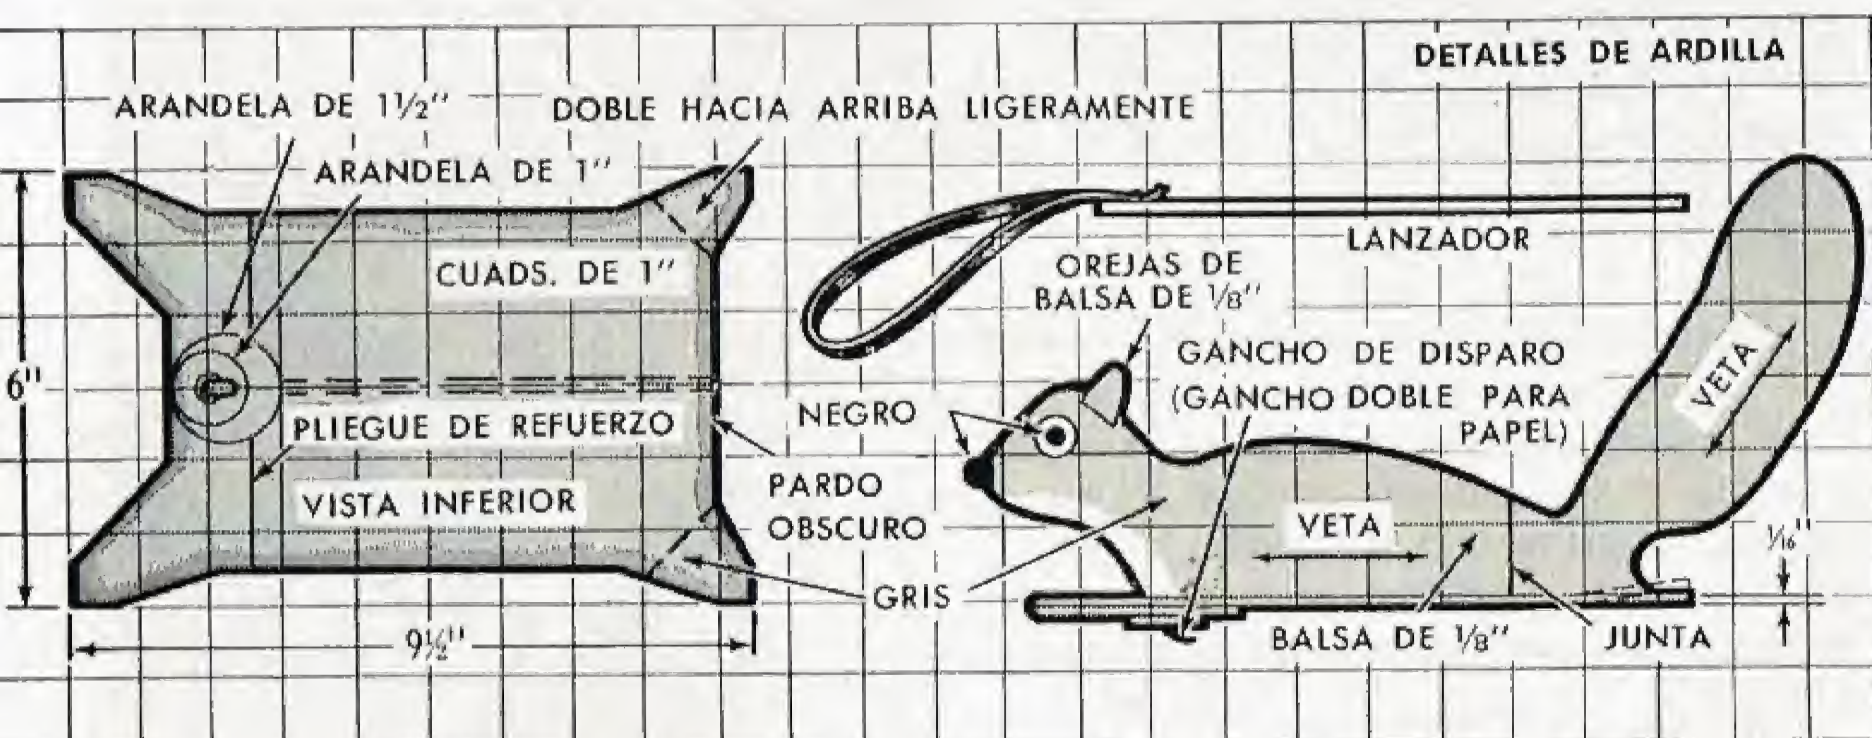 DETALLES DE ARDILLA
ARANDELA DE 1½"
DOBLE HACIA ARRIBA LIGERAMENTE
ARANDELA DE 1"
CUADS. DE 1"
6"
PLIEGUE DE REFUERZO
VISTA INFERIOR
PARDO
OBSCURO
GRIS
9½"
LANZADOR
OREJAS DE
BALSA DE ⅛"
GANCHO DE DISPARO
(GANCHO DOBLE PARA
PAPEL)
NEGRO
VETA
VETA
1/16"
BALSA DE ⅛"
JUNTA